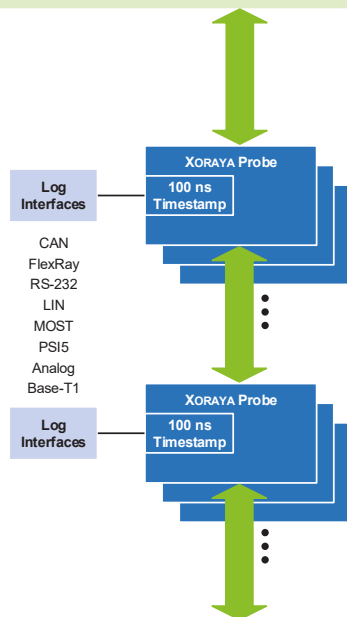 XORAYA Probe
100 ns
Timestamp
Log
Interfaces
CAN
FlexRay
RS-232
LIN
MOST
PSI5
Analog
Base-T1
XORAYA Probe
100 ns
Timestamp
Log
Interfaces